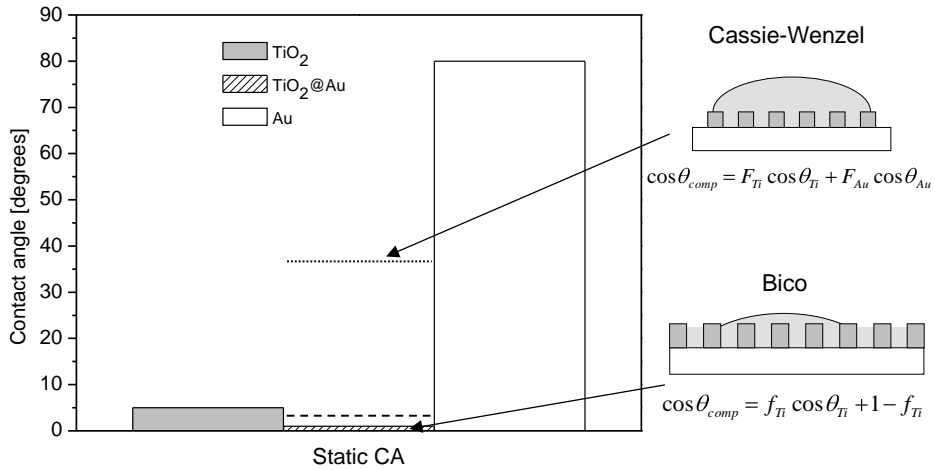 90
80
70
60
50
40
30
20
10
0
Contact angle [degrees]
TiO2
TiO2@Au
Au
Static CA
Cassie-Wenzel
cosθcomp = FTi cosθTi + FAu cosθAu
Bico
cosθcomp = fTi cosθTi + 1 − fTi